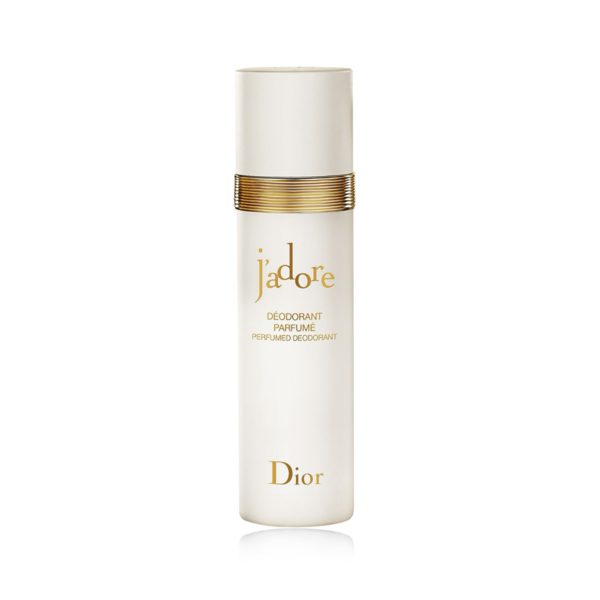 j'adore
DÉODORANT
PARFUMÉ
PERFUMED DEODORANT
Dior